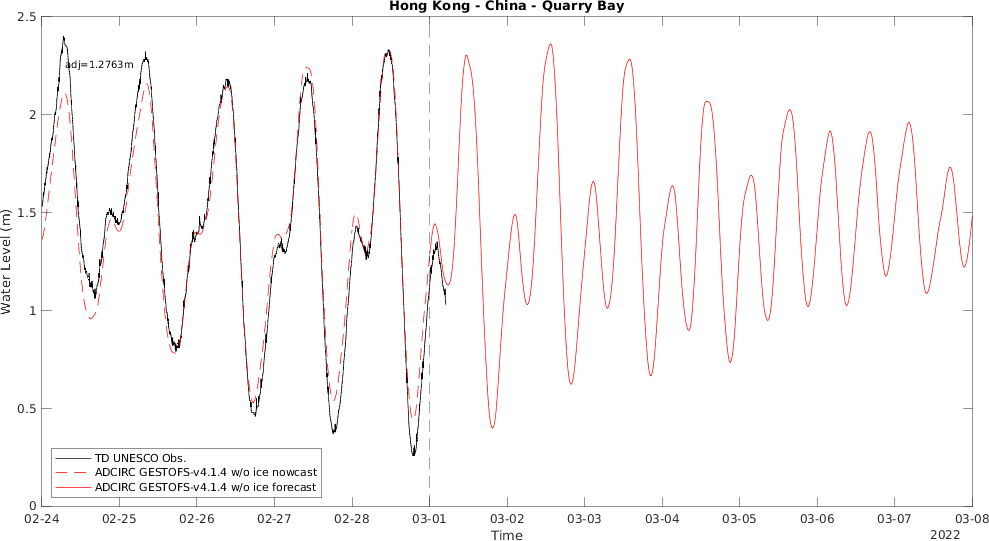 Hong Kong - China - Quarry Bay
2.5
2
1.5
1
0.5
0
Water Level (m)
adj=1.2763m
TD UNESCO Obs.
ADCIRC GESTOFS-v4.1.4 w/o ice nowcast
ADCIRC GESTOFS-v4.1.4 w/o ice forecast
02-24 02-25 02-26 02-27 02-28 03-01 03-02 03-03 03-04 03-05 03-06 03-07 03-08
Time
2022